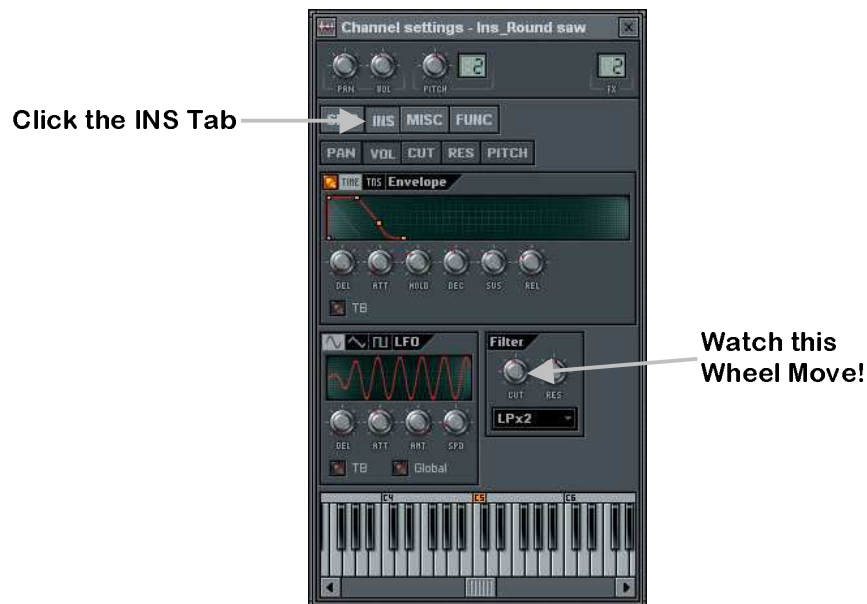 Channel settings - Ins_Round saw
PAN VOL PITCH 2 2 FX
Click the INS Tab
INS MISC FUNC
PAN VOL CUT RES PITCH
TIME TNS Envelope
DEL ATT HOLD DEC SUS REL
TB
LFO
Filter
Watch this
Wheel Move!
CUT RES
LPx2
DEL ATT AMT SPD
TB Global
C4 C5 C6